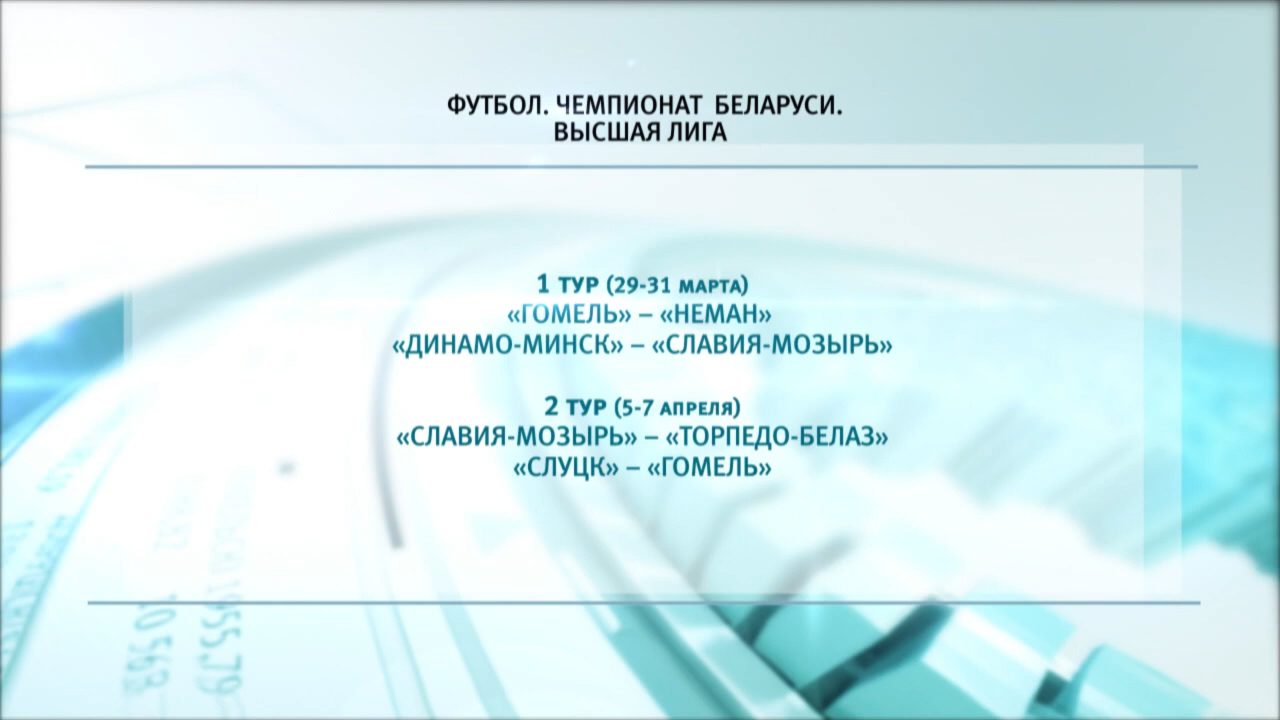 ФУТБОЛ. ЧЕМПИОНАТ БЕЛАРУСИ.
ВЫСШАЯ ЛИГА
1 ТУР (29-31 МАРТА)
«ГОМЕЛЬ» – «НЕМАН»
«ДИНАМО-МИНСК» – «СЛАВИЯ-МОЗЫРЬ»
2 ТУР (5-7 АПРЕЛЯ)
«СЛАВИЯ-МОЗЫРЬ» – «ТОРПЕДО-БЕЛАЗ»
«СЛУЦК» – «ГОМЕЛЬ»